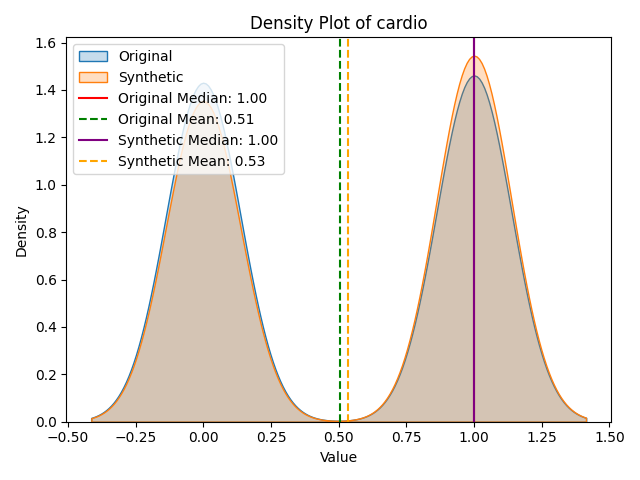 Density Plot of cardio
Original
Synthetic
Original Median: 1.00
Original Mean: 0.51
Synthetic Median: 1.00
Synthetic Mean: 0.53
Density
1.6
1.4
1.2
1.0
0.8
0.6
0.4
0.2
0.0
−0.50
−0.25
0.00
0.25
0.50
0.75
1.00
1.25
1.50
Value